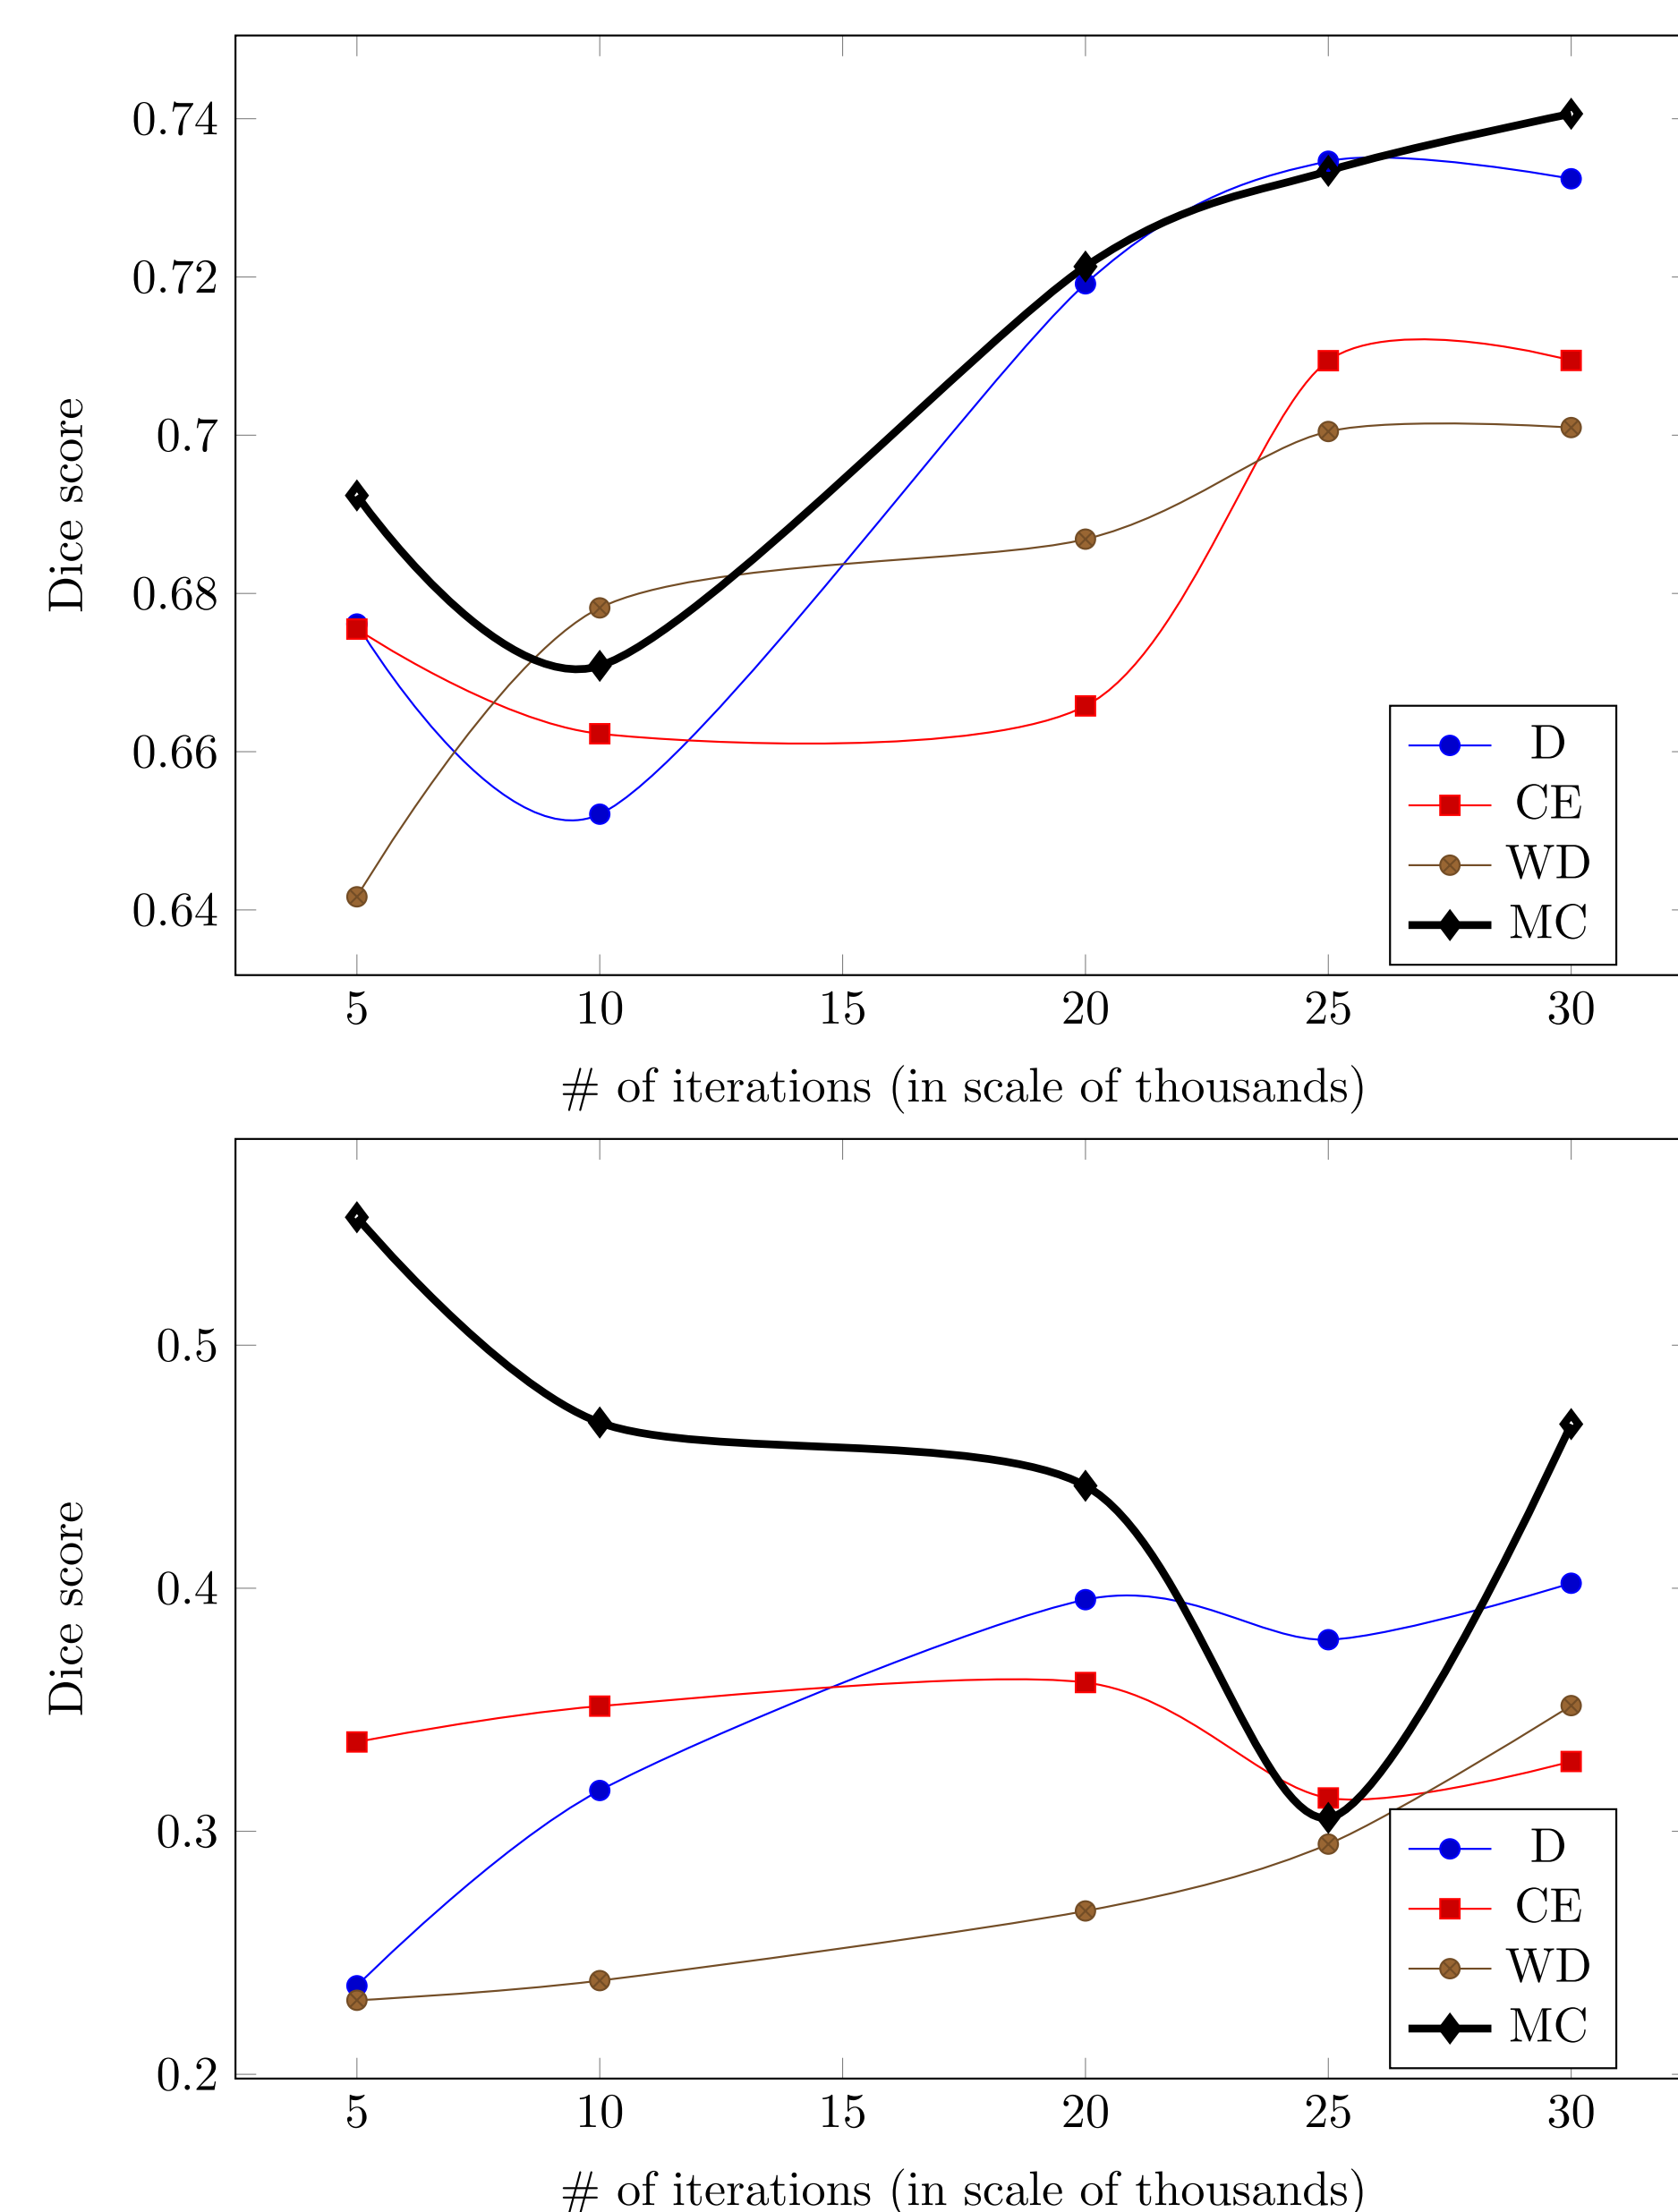 0.74
0.72
0.7
0.68
0.66
0.64
Dice score
5 10 15 20 25 30
# of iterations (in scale of thousands)
D
CE
WD
MC
0.5
0.4
0.3
0.2
Dice score
5 10 15 20 25 30
# of iterations (in scale of thousands)
D
CE
WD
MC